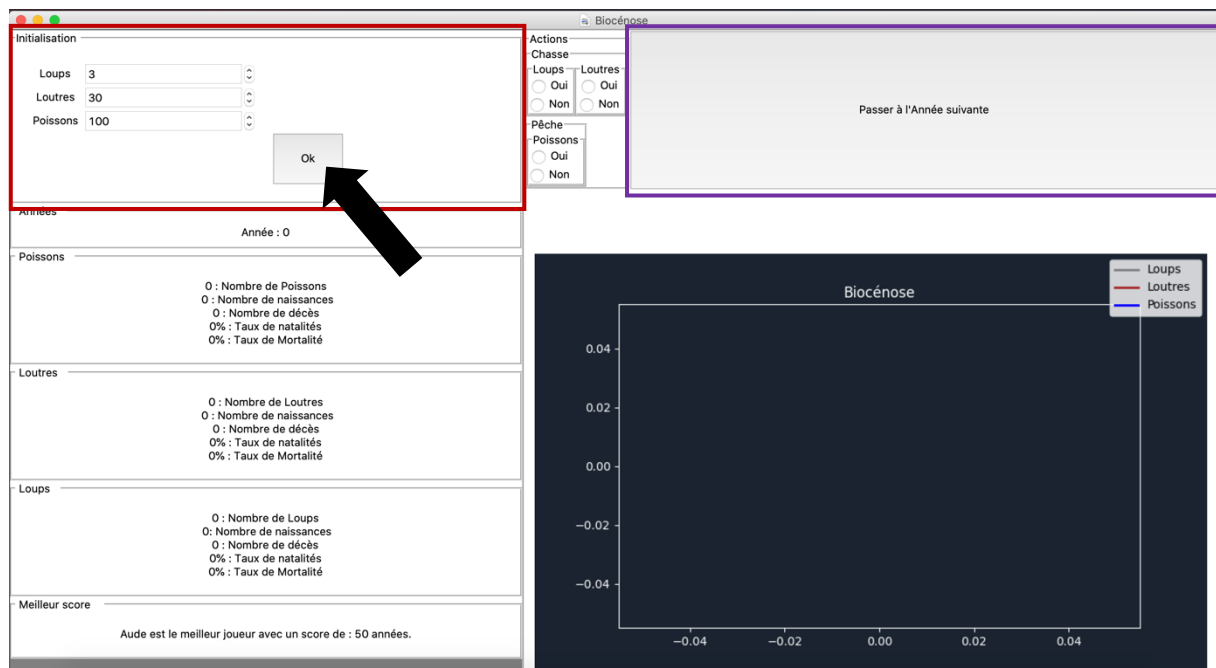 Biocénose
Initialisation
Loups 3
Loutres 30
Poissons 100
Ok
Actions
Chasse
Loups Loutres
Oui Oui
Non Non
Pêche
Poissons
Oui
Non
Passer à l'Année suivante
Années
Année : 0
Poissons
0 : Nombre de Poissons
0 : Nombre de naissances
0 : Nombre de décès
0% : Taux de natalités
0% : Taux de Mortalité
Loutres
0 : Nombre de Loutres
0 : Nombre de naissances
0 : Nombre de décès
0% : Taux de natalités
0% : Taux de Mortalité
Loups
0 : Nombre de Loups
0: Nombre de naissances
0 : Nombre de décès
0% : Taux de natalités
0% : Taux de Mortalité
Meilleur score
Aude est le meilleur joueur avec un score de : 50 années.
Biocénose
Loups
Loutres
Poissons
0.04
0.02
0.00
−0.02
−0.04
−0.04 −0.02 0.00 0.02 0.04